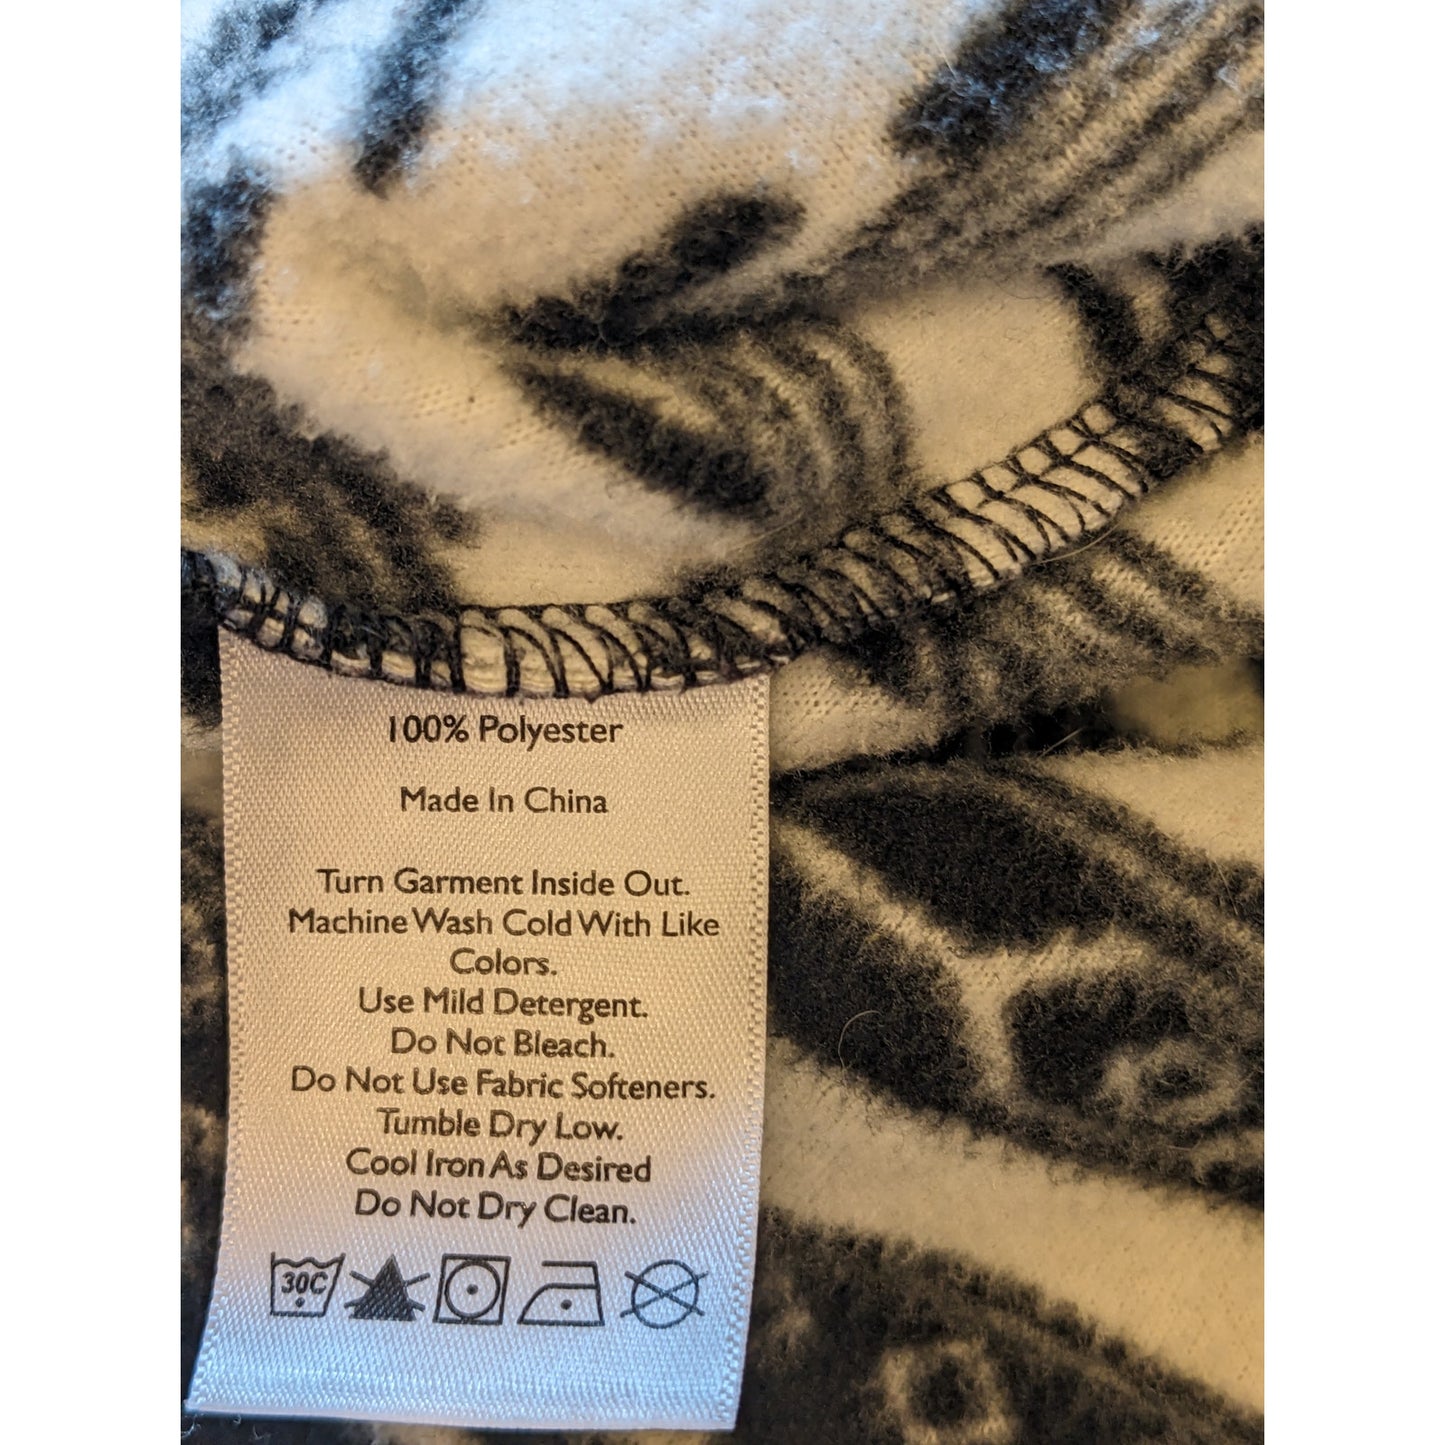 100% Polyester
Made In China
Turn Garment Inside Out.
Machine Wash Cold With Like
Colors.
Use Mild Detergent.
Do Not Bleach.
Do Not Use Fabric Softeners.
Tumble Dry Low.
Cool Iron As Desired
Do Not Dry Clean.
30C